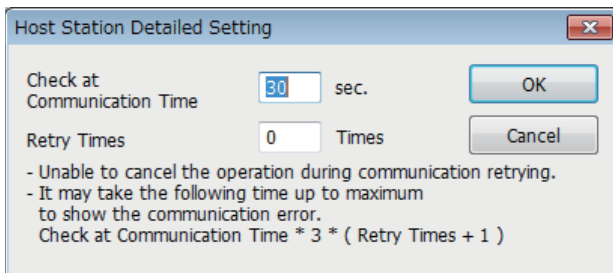 Host Station Detailed Setting
Check at
Communication Time
30 sec.
OK
Retry Times
0 Times
Cancel
- Unable to cancel the operation during communication retrying.
- It may take the following time up to maximum
to show the communication error.
Check at Communication Time * 3 * ( Retry Times + 1 )